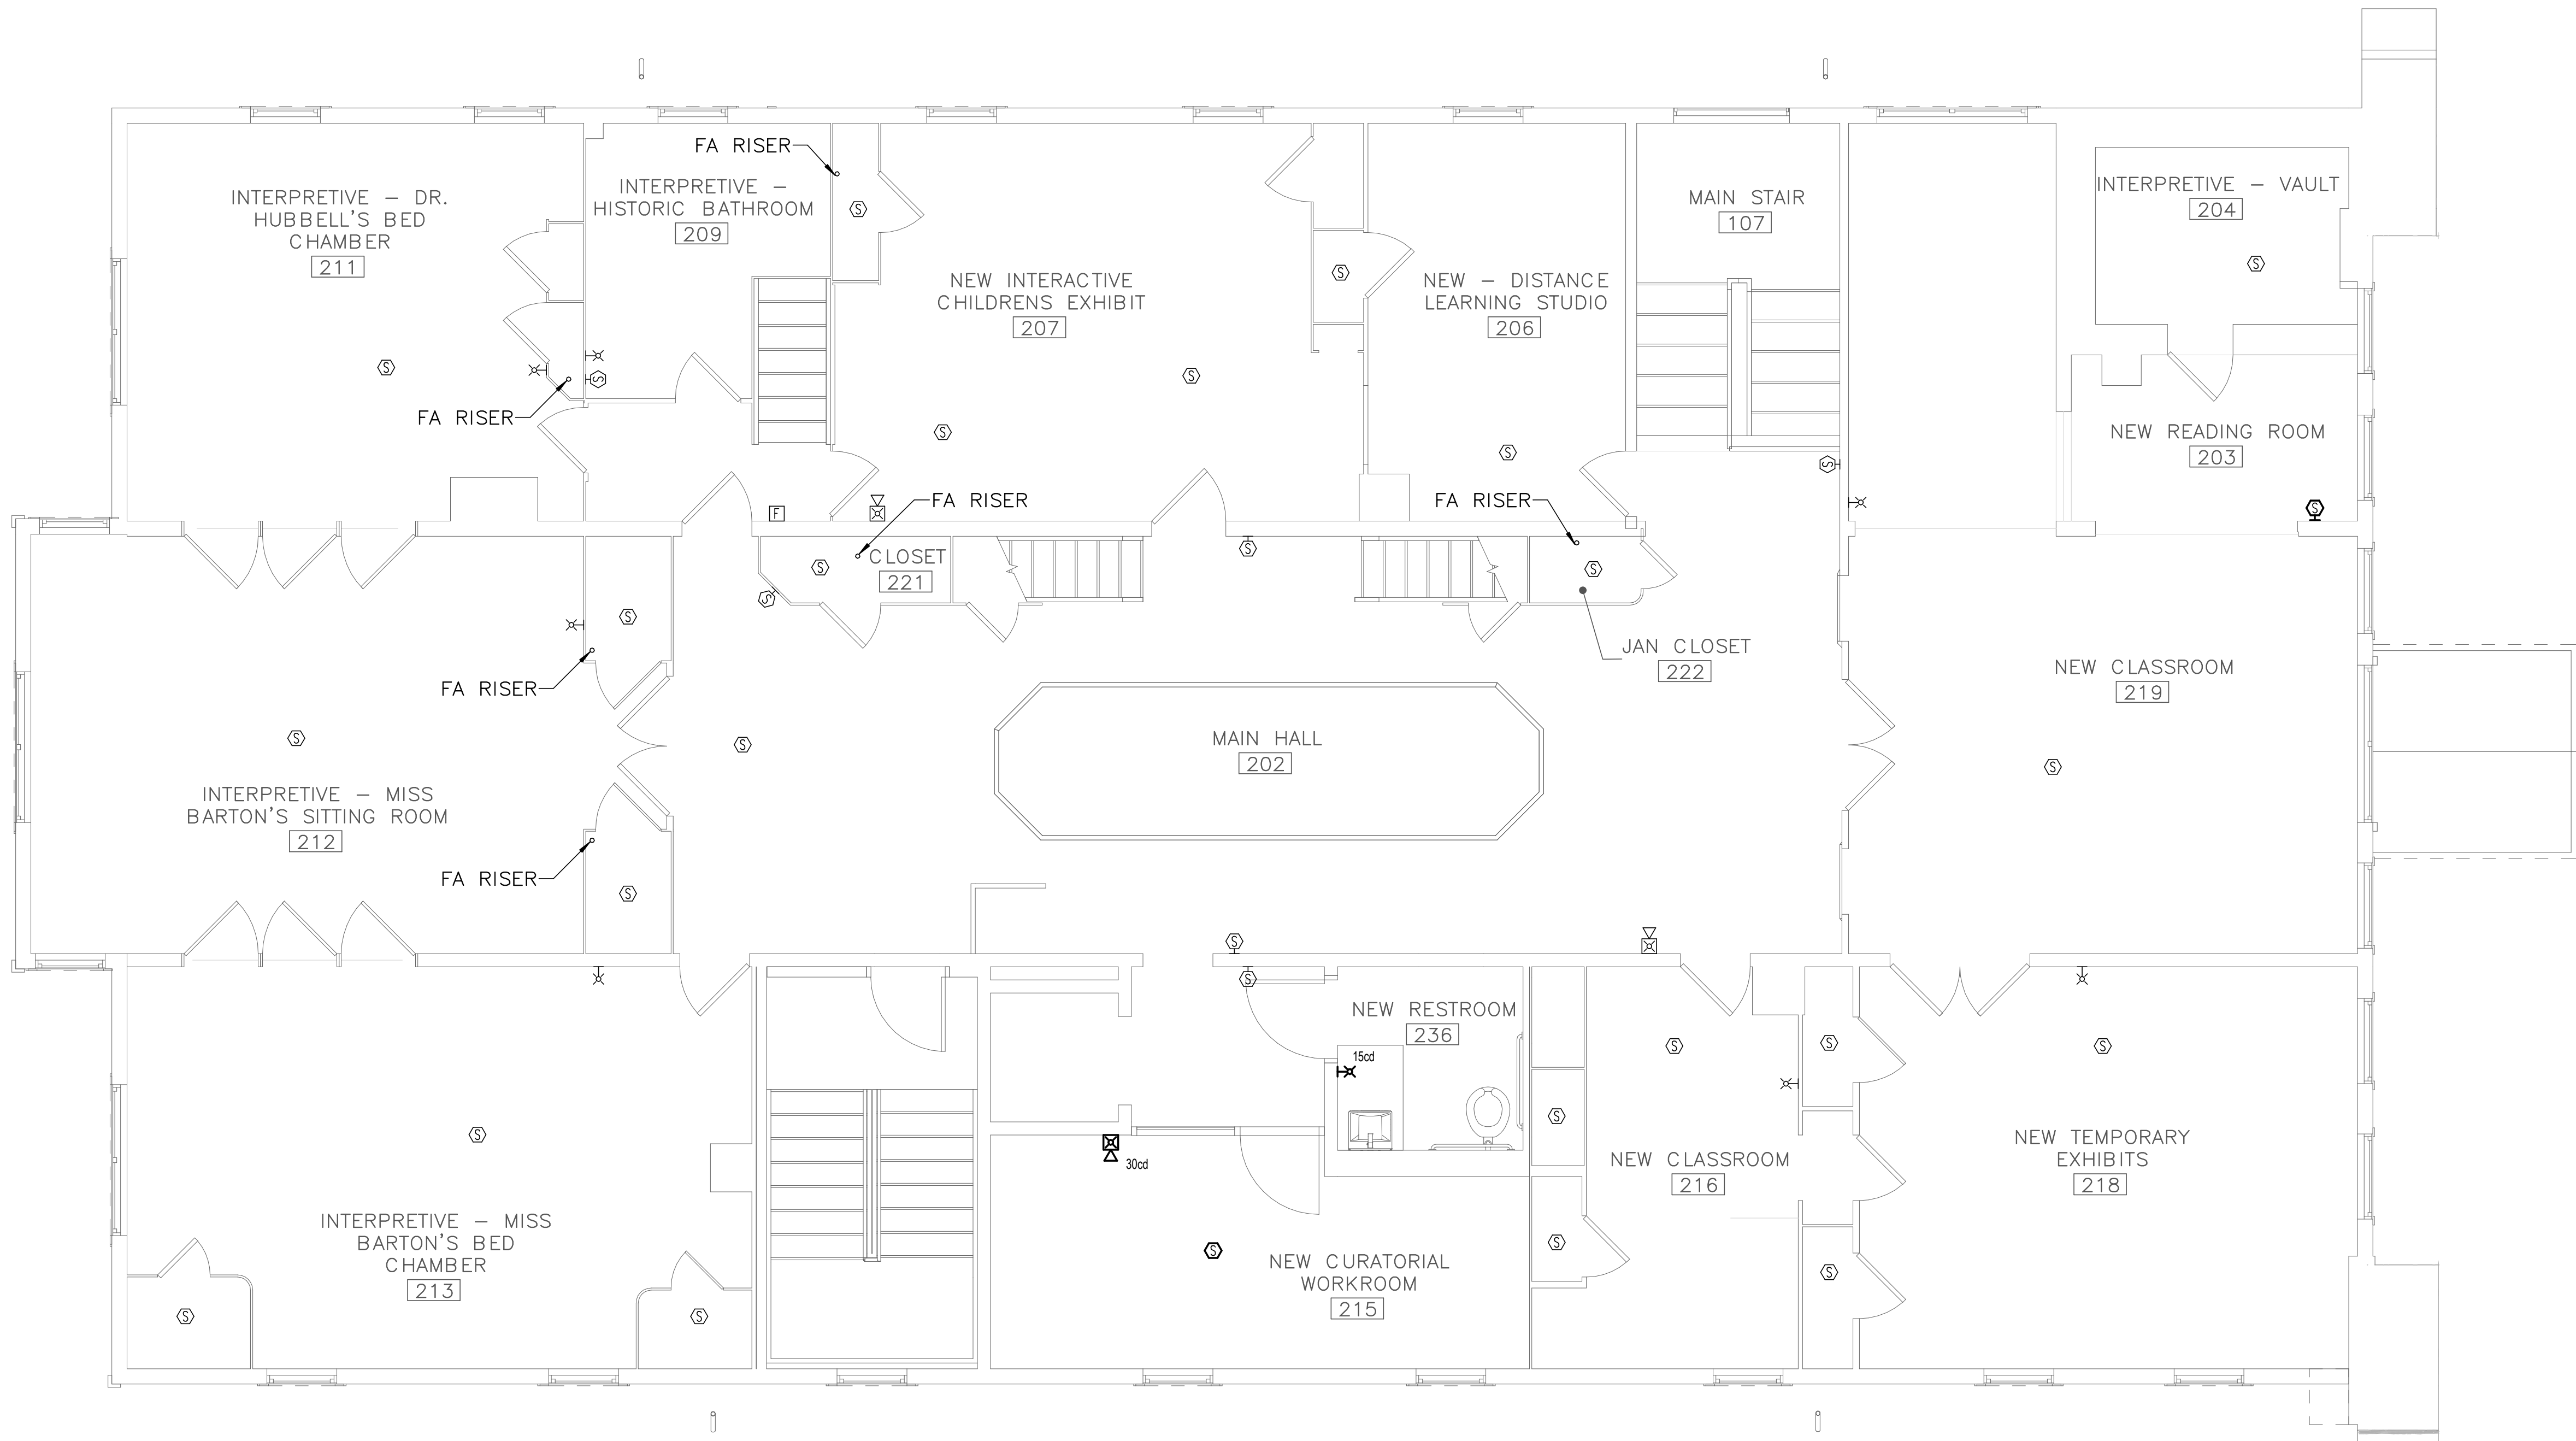 FA RISER
INTERPRETIVE – DR.
HUBBELL'S BED
CHAMBER
211
INTERPRETIVE –
HISTORIC BATHROOM
209
S
MAIN STAIR
107
INTERPRETIVE – VAULT
204
S
NEW INTERACTIVE
CHILDRENS EXHIBIT
207
S
NEW – DISTANCE
LEARNING STUDIO
206
S
S
S
FA RISER
S
S
NEW READING ROOM
203
S
S
F
FA RISER
FA RISER
S
S
CLOSET
221
S
S
S
S
JAN CLOSET
222
NEW CLASSROOM
219
FA RISER
S
S
MAIN HALL
202
S
INTERPRETIVE – MISS
BARTON'S SITTING ROOM
212
FA RISER
S
S
S
NEW RESTROOM
236
15cd
S
S
S
S
S
30cd
NEW CLASSROOM
216
NEW TEMPORARY
EXHIBITS
218
INTERPRETIVE – MISS
BARTON'S BED
CHAMBER
213
S
S
NEW CURATORIAL
WORKROOM
215
S
S
S